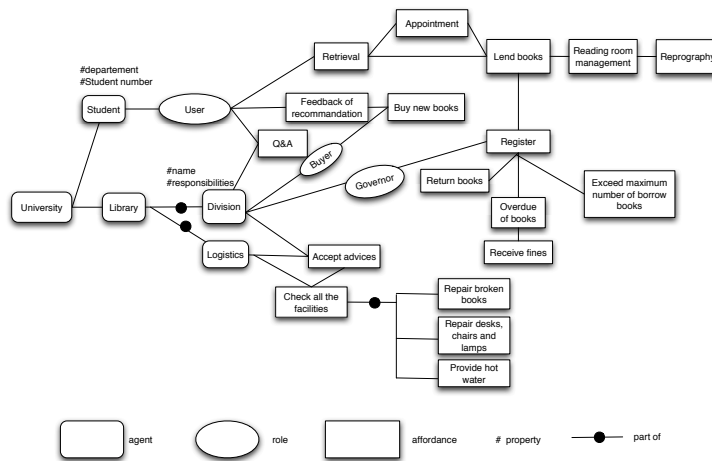 Appointment
Retrieval
Lend books
Reading room
management
Reprography
#departement
#Student number
Student
User
Feedback of
recommandation
Buy new books
Q&A
Buyer
Register
#name
#responsibilities
Governor
Return books
Exceed maximum
number of borrow
books
University
Library
Division
Overdue
of books
Logistics
Accept advices
Receive fines
Check all the
facilities
Repair broken
books
Repair desks,
chairs and
lamps
Provide hot
water
agent
role
affordance
# property
part of